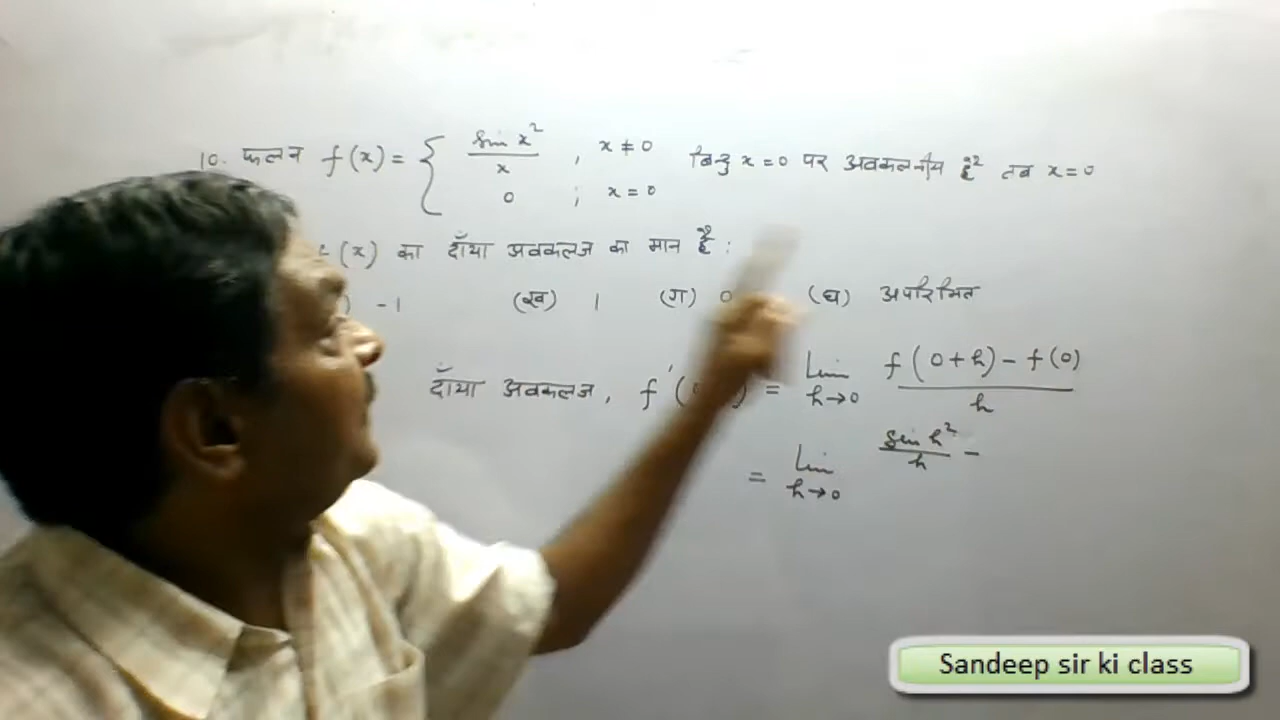 10. फलन f(x) = { sin x² / x , x ≠ 0 बिन्दु x = 0 पर अवकलनीय है तब x = 0
0 ; x = 0
(x) का दाँया अवकलज का मान है :
) -1 (ख) 1 (ग) 0 (घ) अपरिमित
दाँया अवकलज, f'( ) = Lim h→0 f(0+h) - f(0) / h
= Lim h→0 sin h² / h -
Sandeep sir ki class